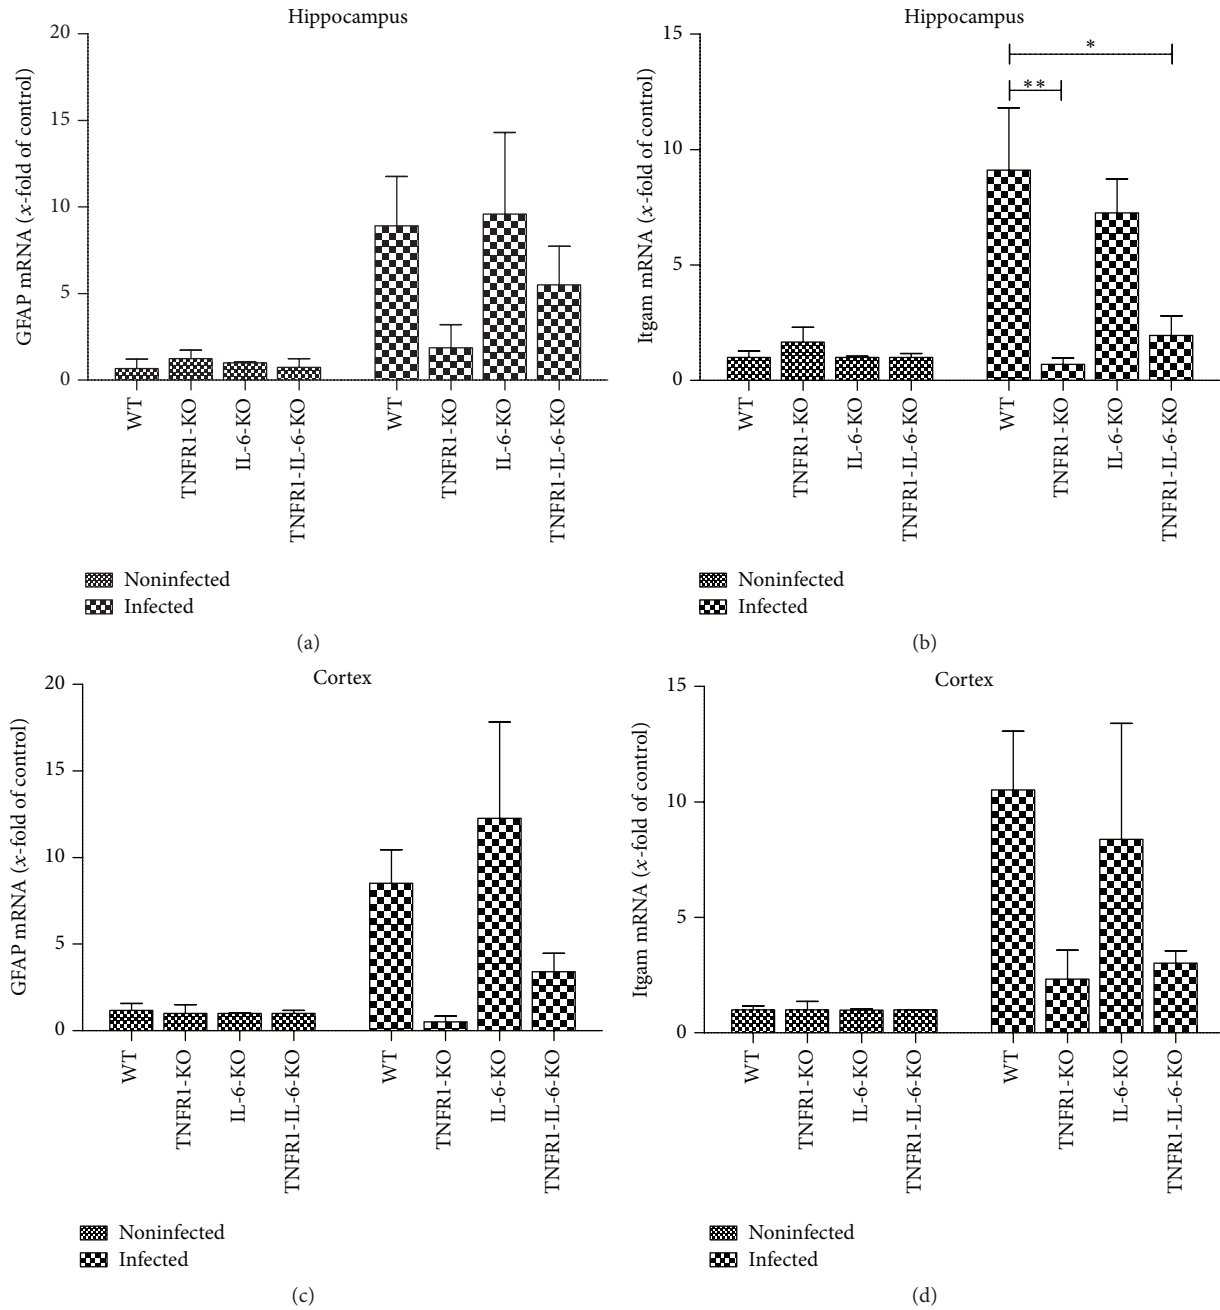 Hippocampus
GFAP mRNA (x-fold of control)
20
15
10
5
0
WT
TNFR1-KO
IL-6-KO
TNFR1-IL-6-KO
WT
TNFR1-KO
IL-6-KO
TNFR1-IL-6-KO
Noninfected
Infected
(a)
Hippocampus
Itgam mRNA (x-fold of control)
15
10
5
0
*
**
WT
TNFR1-KO
IL-6-KO
TNFR1-IL-6-KO
WT
TNFR1-KO
IL-6-KO
TNFR1-IL-6-KO
Noninfected
Infected
(b)
Cortex
GFAP mRNA (x-fold of control)
20
15
10
5
0
WT
TNFR1-KO
IL-6-KO
TNFR1-IL-6-KO
WT
TNFR1-KO
IL-6-KO
TNFR1-IL-6-KO
Noninfected
Infected
(c)
Cortex
Itgam mRNA (x-fold of control)
15
10
5
0
WT
TNFR1-KO
IL-6-KO
TNFR1-IL-6-KO
WT
TNFR1-KO
IL-6-KO
TNFR1-IL-6-KO
Noninfected
Infected
(d)